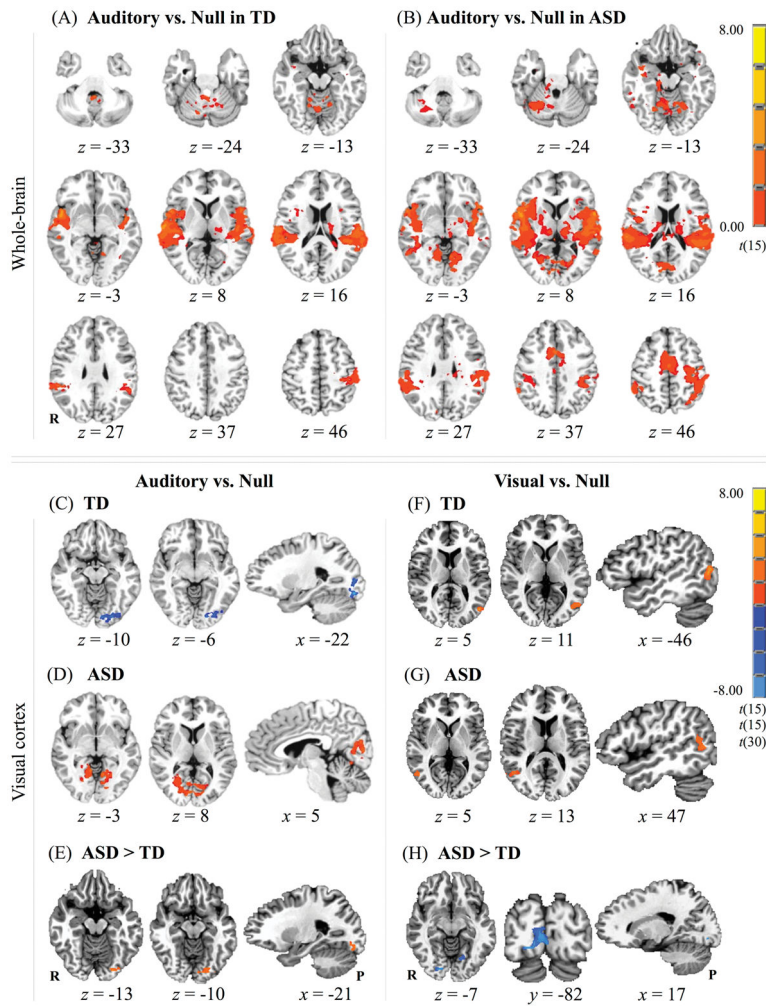 (A) Auditory vs. Null in TD
(B) Auditory vs. Null in ASD
8.00
0.00
t(15)
Whole-brain
z = -33
z = -24
z = -13
z = -33
z = -24
z = -13
z = -3
z = 8
z = 16
z = -3
z = 8
z = 16
R
z = 27
z = 37
z = 46
z = 27
z = 37
z = 46
Visual cortex
Auditory vs. Null
Visual vs. Null
8.00
-8.00
t(15)
t(15)
t(30)
(C) TD
z = -10
z = -6
x = -22
(F) TD
z = 5
z = 11
x = -46
(D) ASD
z = -3
z = 8
x = 5
(G) ASD
z = 5
z = 13
x = 47
(E) ASD > TD
R
P
z = -13
z = -10
x = -21
(H) ASD > TD
R
P
z = -7
y = -82
x = 17